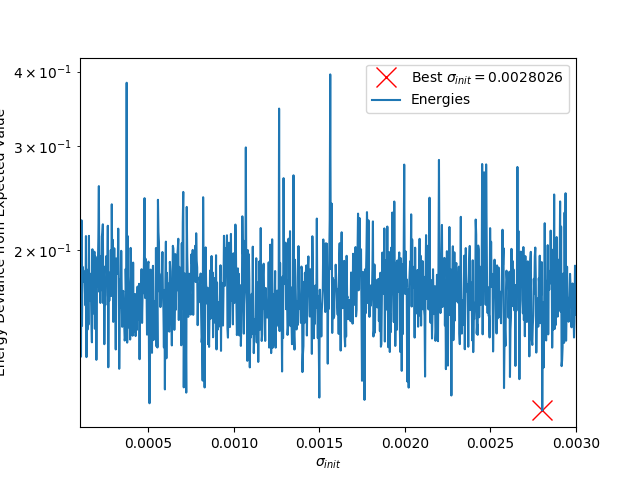 4 × 10⁻¹
3 × 10⁻¹
2 × 10⁻¹
Energy Deviance from Expected Value
Best σ_init = 0.0028026
Energies
0.0005 0.0010 0.0015 0.0020 0.0025 0.0030
σ_init